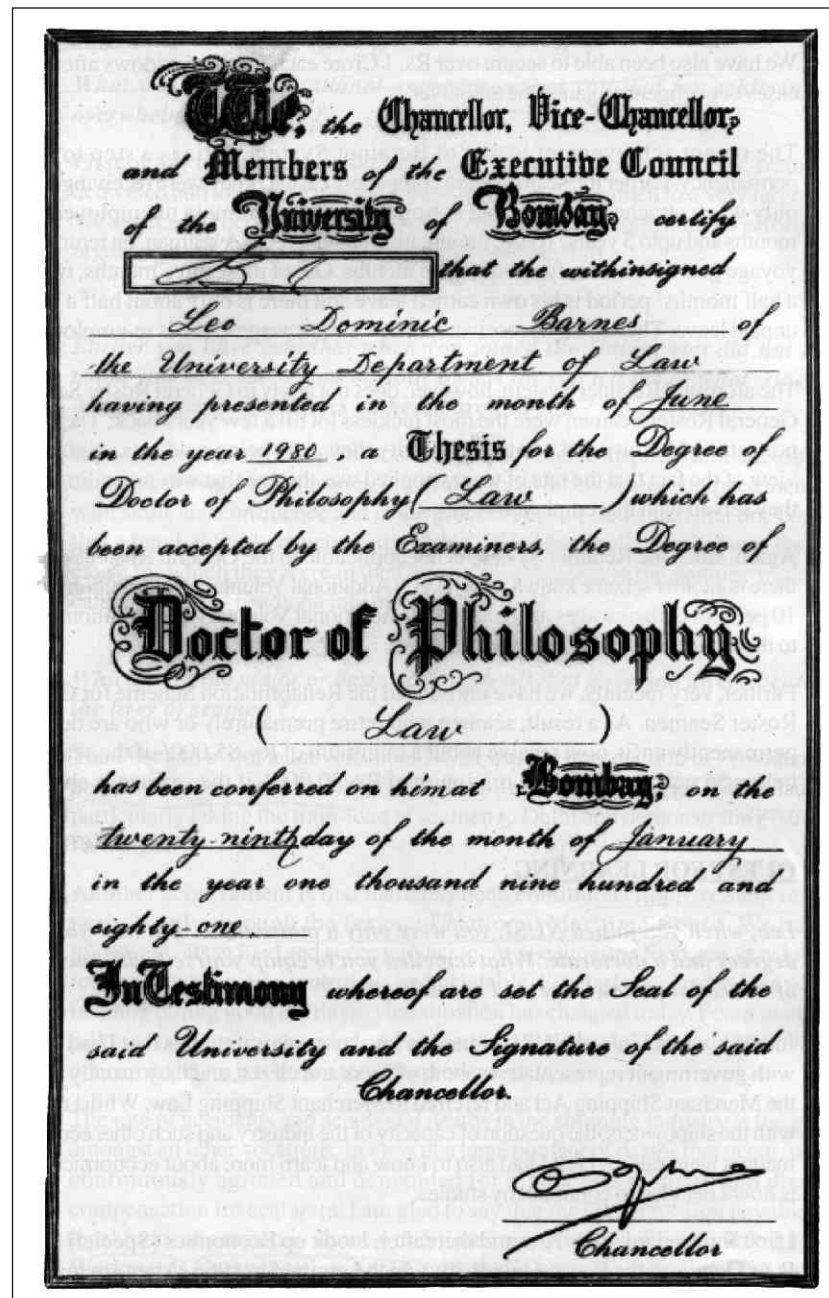 We, the Chancellor, Vice-Chancellor,
and Members of the Executive Council
of the University of Bombay, certify
that the withinsigned
Leo Dominic Barnes of
the University Department of Law
having presented in the month of June
in the year 1980 a Thesis for the Degree of
Doctor of Philosophy (Law) which has
been accepted by the Examiners, the Degree of
Doctor of Philosophy
(Law)
has been conferred on him at Bombay on the
twenty-ninth day of the month of January
in the year one thousand nine hundred and
eighty-one.
In Testimony whereof are set the Seal of the
said University and the Signature of the said
Chancellor.
Chancellor